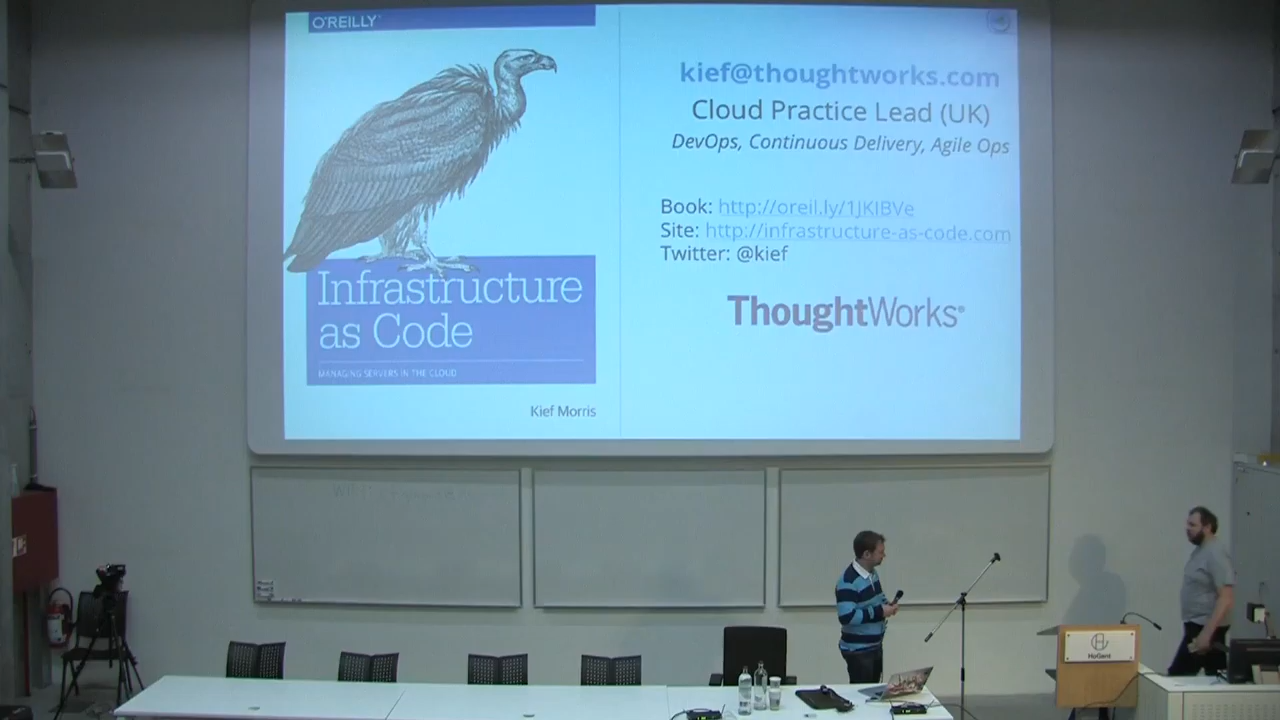 O'REILLY
Infrastructure
as Code
MANAGING SERVERS IN THE CLOUD
Kief Morris
kief@thoughtworks.com
Cloud Practice Lead (UK)
DevOps, Continuous Delivery, Agile Ops
Book: http://oreil.ly/1JKIBVe
Site: http://infrastructure-as-code.com
Twitter: @kief
ThoughtWorks®
HoGent